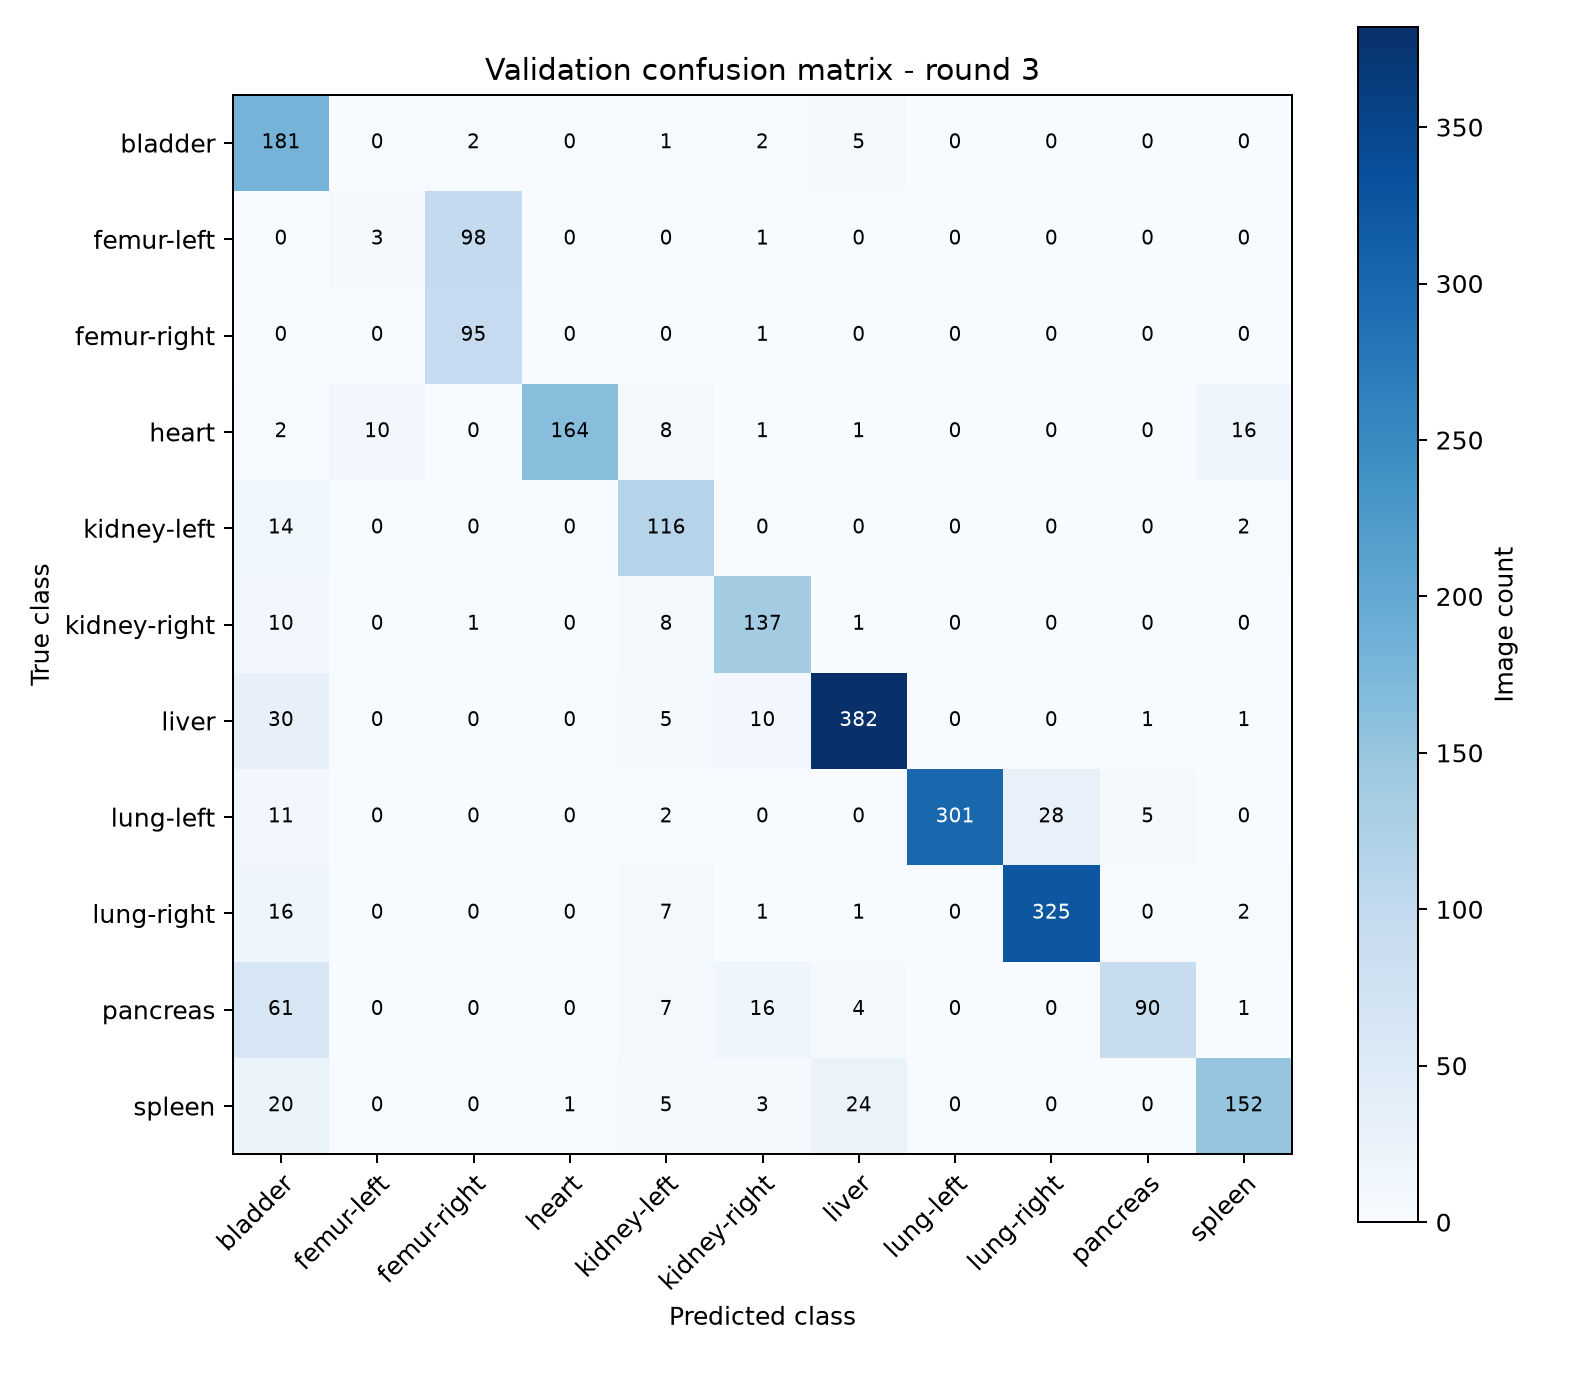 Validation confusion matrix - round 3
bladder 181 0 2 0 1 2 5 0 0 0 0
femur-left 0 3 98 0 0 1 0 0 0 0 0
femur-right 0 0 95 0 0 1 0 0 0 0 0
heart 2 10 0 164 8 1 1 0 0 0 16
kidney-left 14 0 0 0 116 0 0 0 0 0 2
kidney-right 10 0 1 0 8 137 1 0 0 0 0
liver 30 0 0 0 5 10 382 0 0 1 1
lung-left 11 0 0 0 2 0 0 301 28 5 0
lung-right 16 0 0 0 7 1 1 0 325 0 2
pancreas 61 0 0 0 7 16 4 0 0 90 1
spleen 20 0 0 1 5 3 24 0 0 0 152
True class
bladder
femur-left
femur-right
heart
kidney-left
kidney-right
liver
lung-left
lung-right
pancreas
spleen
Predicted class
350
300
250
200
150
100
50
0
Image count